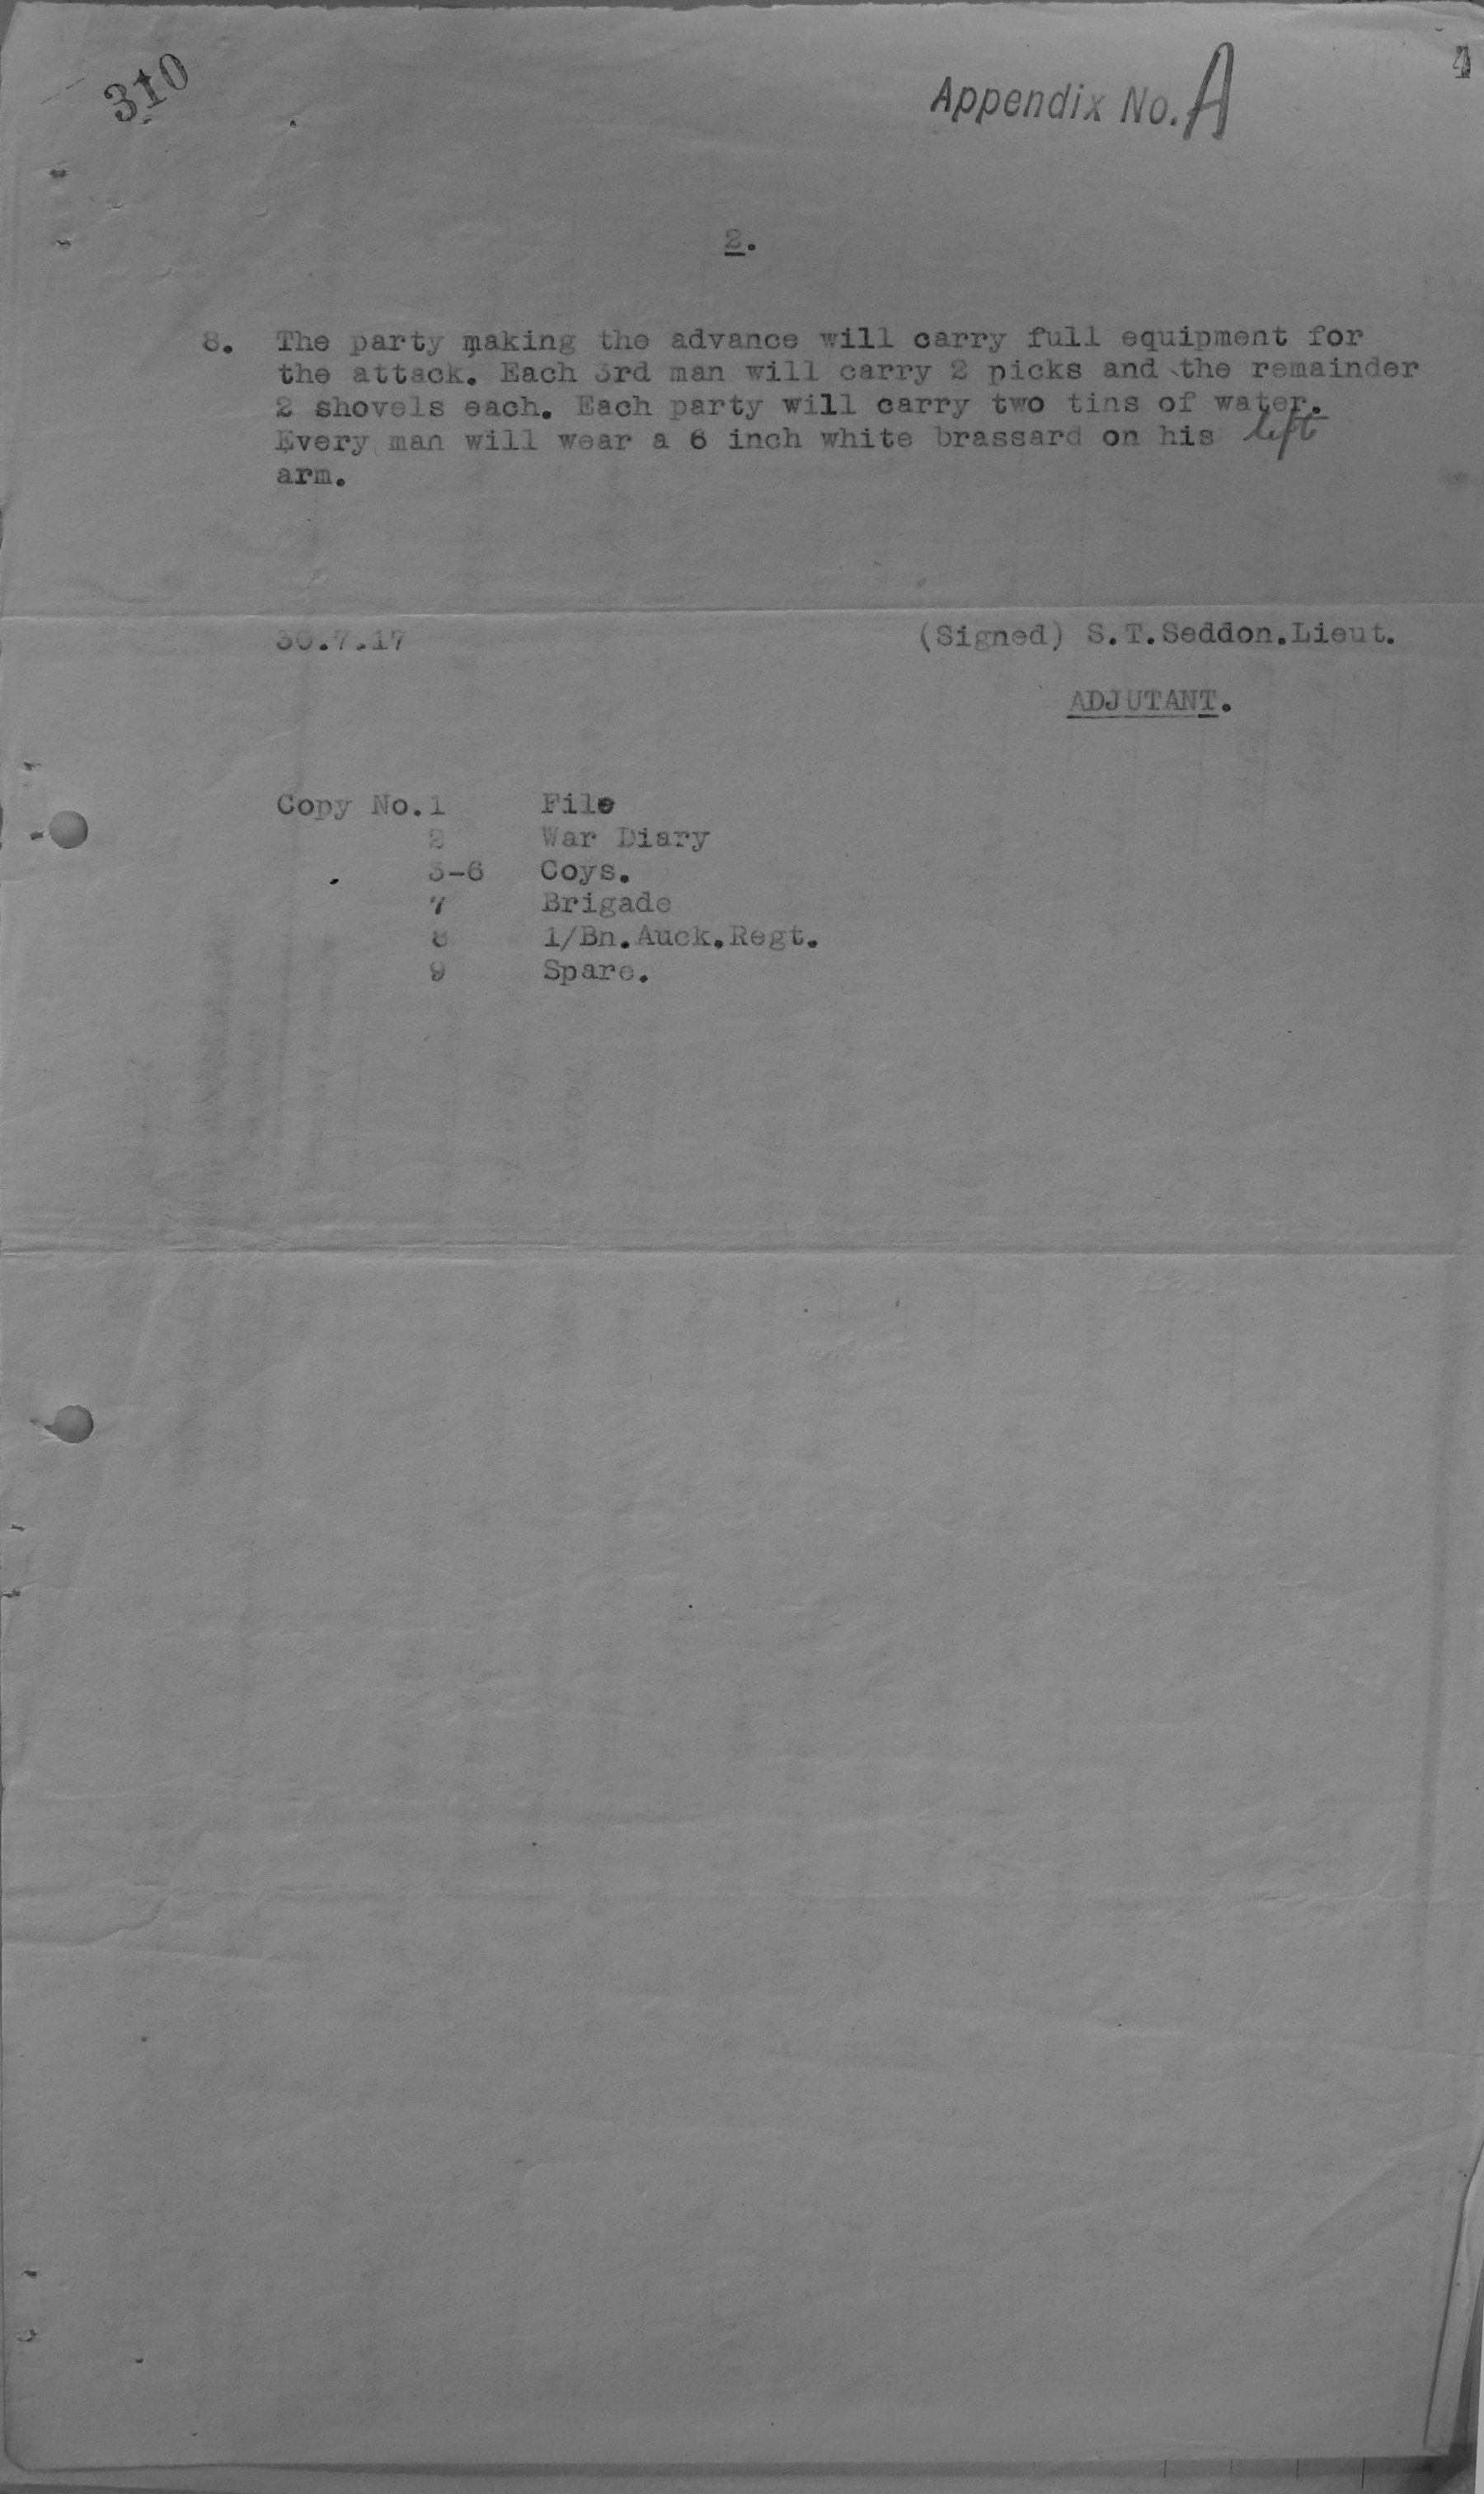 310
Appendix No. A
4
2.
8. The party making the advance will carry full equipment for
the attack. Each 3rd man will carry 2 picks and the remainder
2 shovels each. Each party will carry two tins of water.
Every man will wear a 6 inch white brassard on his left
arm.
30.7.17 (Signed) S.T.Seddon.Lieut.
ADJUTANT.
Copy No.1 File
2 War Diary
3-6 Coys.
7 Brigade
8 1/Bn.Auck.Regt.
9 Spare.